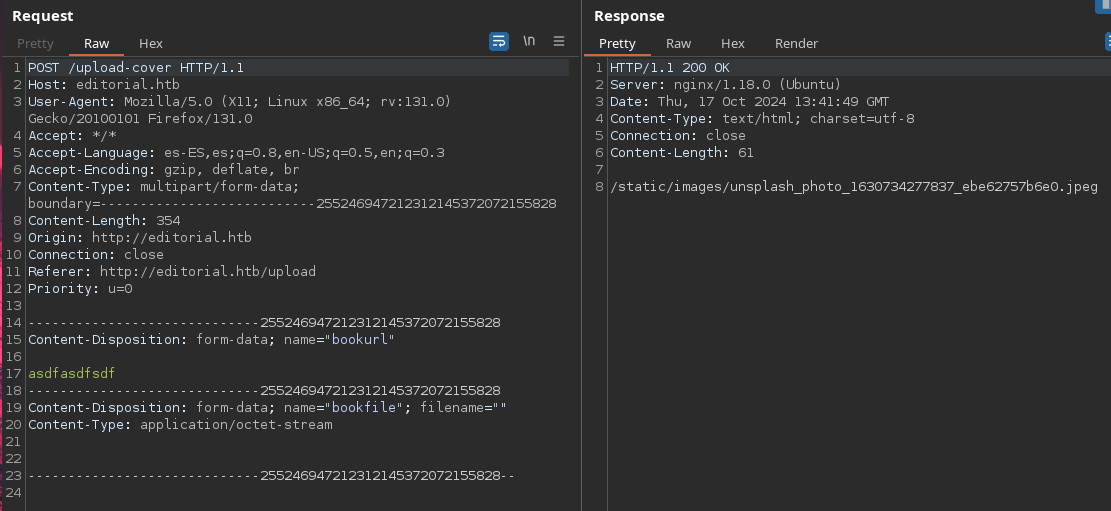 Request
Pretty Raw Hex \n
1 POST /upload-cover HTTP/1.1
2 Host: editorial.htb
3 User-Agent: Mozilla/5.0 (X11; Linux x86_64; rv:131.0)
Gecko/20100101 Firefox/131.0
4 Accept: */*
5 Accept-Language: es-ES,es;q=0.8,en-US;q=0.5,en;q=0.3
6 Accept-Encoding: gzip, deflate, br
7 Content-Type: multipart/form-data;
boundary=---------------------------255246947212312145372072155828
8 Content-Length: 354
9 Origin: http://editorial.htb
10 Connection: close
11 Referer: http://editorial.htb/upload
12 Priority: u=0
13
14 -----------------------------255246947212312145372072155828
15 Content-Disposition: form-data; name="bookurl"
16
17 asdfasdfsdf
18 -----------------------------255246947212312145372072155828
19 Content-Disposition: form-data; name="bookfile"; filename=""
20 Content-Type: application/octet-stream
21
22
23 -----------------------------255246947212312145372072155828--
24
Response
Pretty Raw Hex Render
1 HTTP/1.1 200 OK
2 Server: nginx/1.18.0 (Ubuntu)
3 Date: Thu, 17 Oct 2024 13:41:49 GMT
4 Content-Type: text/html; charset=utf-8
5 Connection: close
6 Content-Length: 61
7
8 /static/images/unsplash_photo_1630734277837_ebe62757b6e0.jpeg